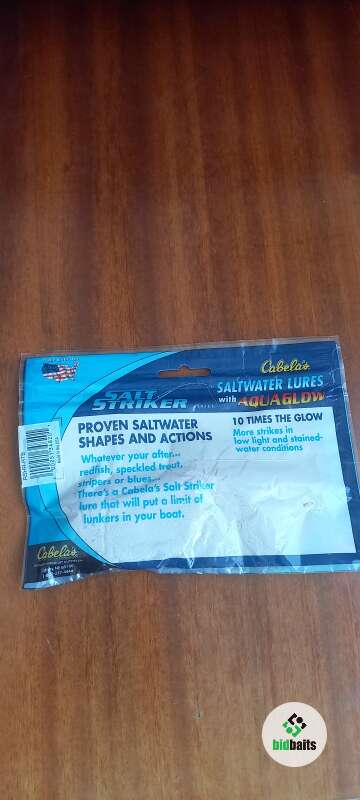 Cabela's
SALT
STRIKER
SALTWATER LURES
with AQUAGLOW
PROVEN SALTWATER
SHAPES AND ACTIONS
Whatever your after...
redfish, speckled trout,
stripers or blues...
There's a Cabela's Salt Striker
lure that will put a limit of
lunkers in your boat.
10 TIMES THE GLOW
More strikes in
low light and stained-
water conditions
Cabela's
bidbaits